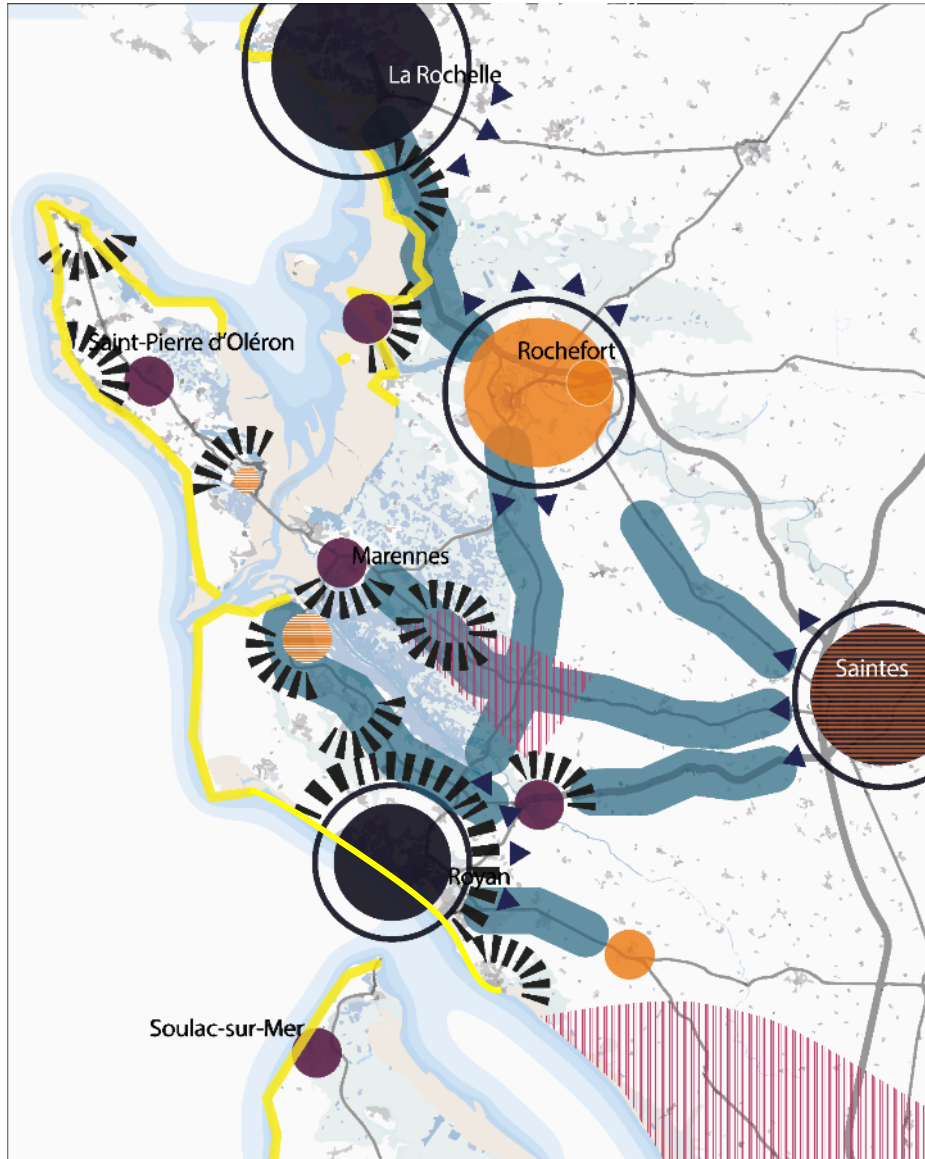 La Rochelle
Saint-Pierre d'Oléron
Rochefort
Marennes
Saintes
Royan
Soulac-sur-Mer